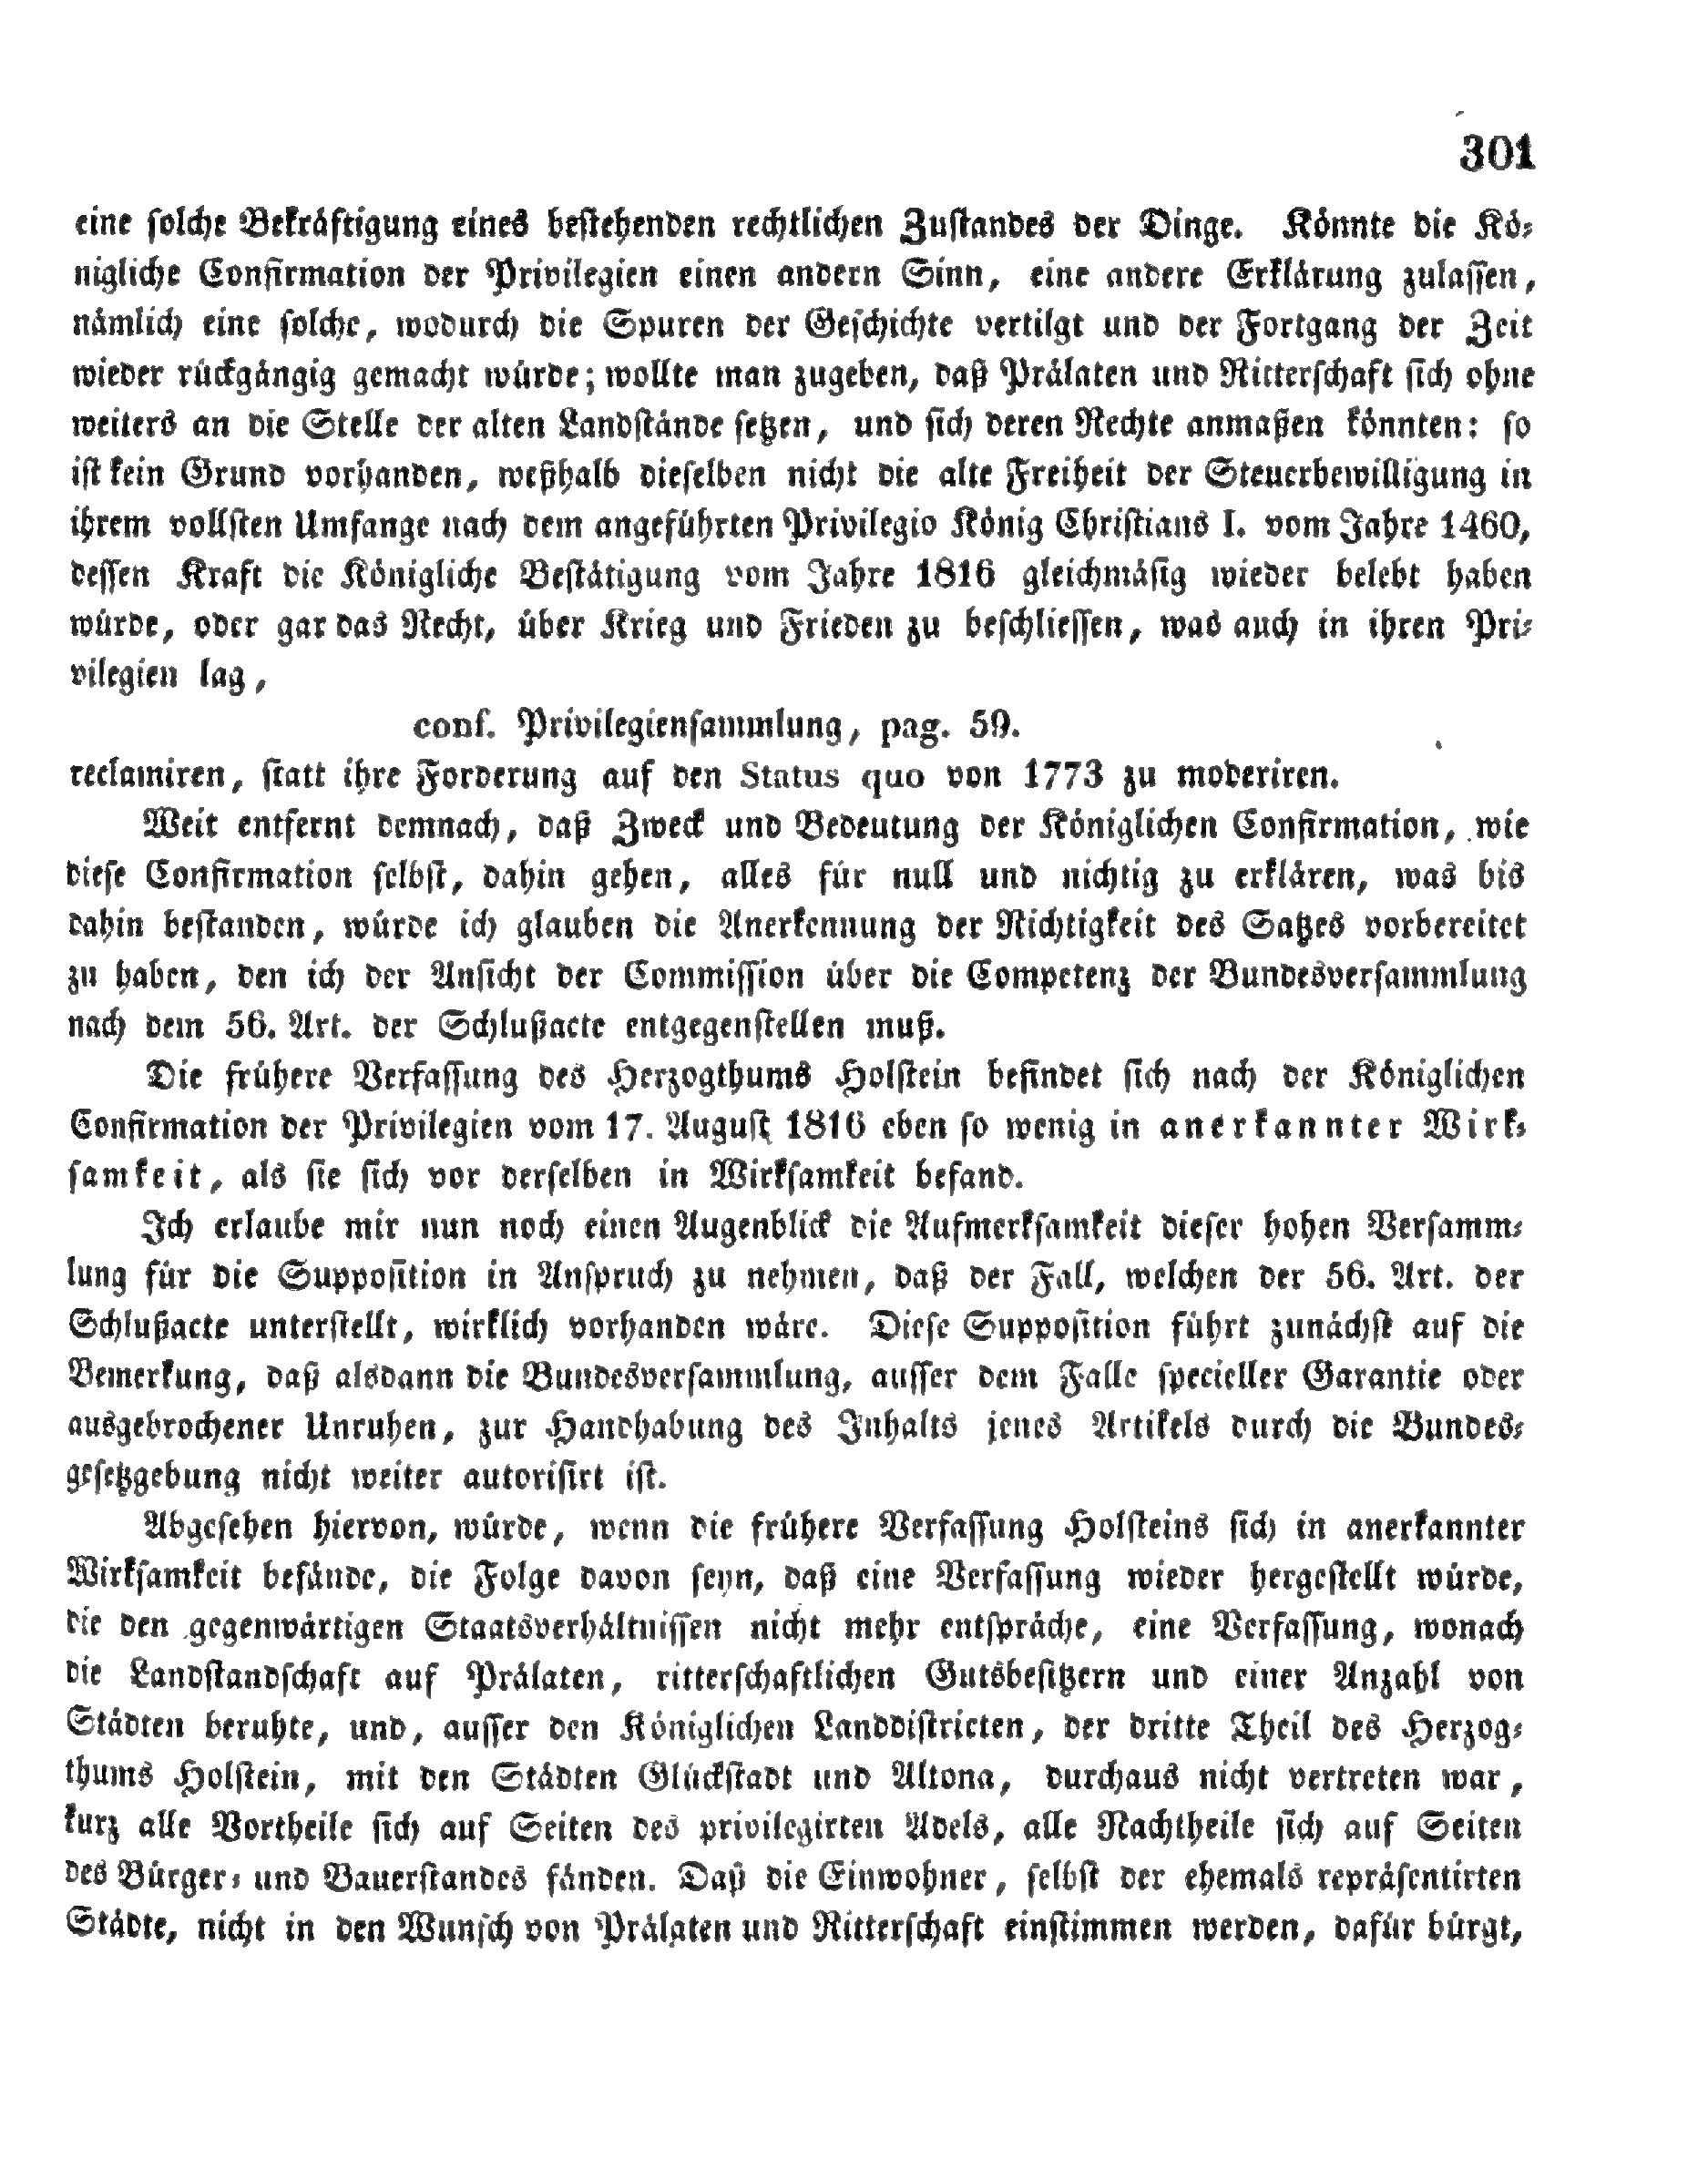 301
eine solche Bekräftigung eines bestehenden rechtlichen Zustandes der Dinge. Könnte die Kö-
nigliche Confirmation der Privilegien einen andern Sinn, eine andere Erklärung zulassen,
nämlich eine solche, wodurch die Spuren der Geschichte vertilgt und der Fortgang der Zeit
wieder rückgängig gemacht würde; wollte man zugeben, daß Prälaten und Ritterschaft sich ohne
weiters an die Stelle der alten Landstände setzen, und sich deren Rechte anmaßen könnten: so
ist kein Grund vorhanden, weßhalb dieselben nicht die alte Freiheit der Steuerbewilligung in
ihrem vollsten Umfange nach dem angeführten Privilegio König Christians I. vom Jahre 1460,
dessen Kraft die Königliche Bestätigung vom Jahre 1816 gleichmäsig wieder belebt haben
würde, oder gar das Recht, über Krieg und Frieden zu beschliessen, was auch in ihren Pri-
vilegien lag,
conf. Privilegiensammlung, pag. 59.
reclamiren, statt ihre Forderung auf den Status quo von 1773 zu moderiren.
Weit entfernt demnach, daß Zweck und Bedeutung der Königlichen Confirmation, wie
diese Confirmation selbst, dahin gehen, alles für null und nichtig zu erklären, was bis
dahin bestanden, würde ich glauben die Anerkennung der Richtigkeit des Satzes vorbereitet
zu haben, den ich der Ansicht der Commission über die Competenz der Bundesversammlung
nach dem 56. Art. der Schlußacte entgegenstellen muß.
Die frühere Verfassung des Herzogthums Holstein befindet sich nach der Königlichen
Confirmation der Privilegien vom 17. August 1816 eben so wenig in anerkannter Wirk-
samkeit, als sie sich vor derselben in Wirksamkeit befand.
Ich erlaube mir nun noch einen Augenblick die Aufmerksamkeit dieser hohen Versamm-
lung für die Supposition in Anspruch zu nehmen, daß der Fall, welchen der 56. Art. der
Schlußacte unterstellt, wirklich vorhanden wäre. Diese Supposition führt zunächst auf die
Bemerkung, daß alsdann die Bundesversammlung, ausser dem Falle specieller Garantie oder
ausgebrochener Unruhen, zur Handhabung des Inhalts jenes Artikels durch die Bundes-
gesetzgebung nicht weiter autorisirt ist.
Abgesehen hiervon, würde, wenn die frühere Verfassung Holsteins sich in anerkannter
Wirksamkeit befände, die Folge davon seyn, daß eine Verfassung wieder hergestellt würde,
die den gegenwärtigen Staatsverhältnissen nicht mehr entspräche, eine Verfassung, wonach
die Landstandschaft auf Prälaten, ritterschaftlichen Gutsbesitzern und einer Anzahl von
Städten beruhte, und, ausser den Königlichen Landdistricten, der dritte Theil des Herzog-
thums Holstein, mit den Städten Glückstadt und Altona, durchaus nicht vertreten war,
kurz alle Vortheile sich auf Seiten des privilegirten Adels, alle Nachtheile sich auf Seiten
des Bürger- und Bauerstandes fänden. Daß die Einwohner, selbst der ehemals repräsentirten
Städte, nicht in den Wunsch von Prälaten und Ritterschaft einstimmen werden, dafür bürgt,